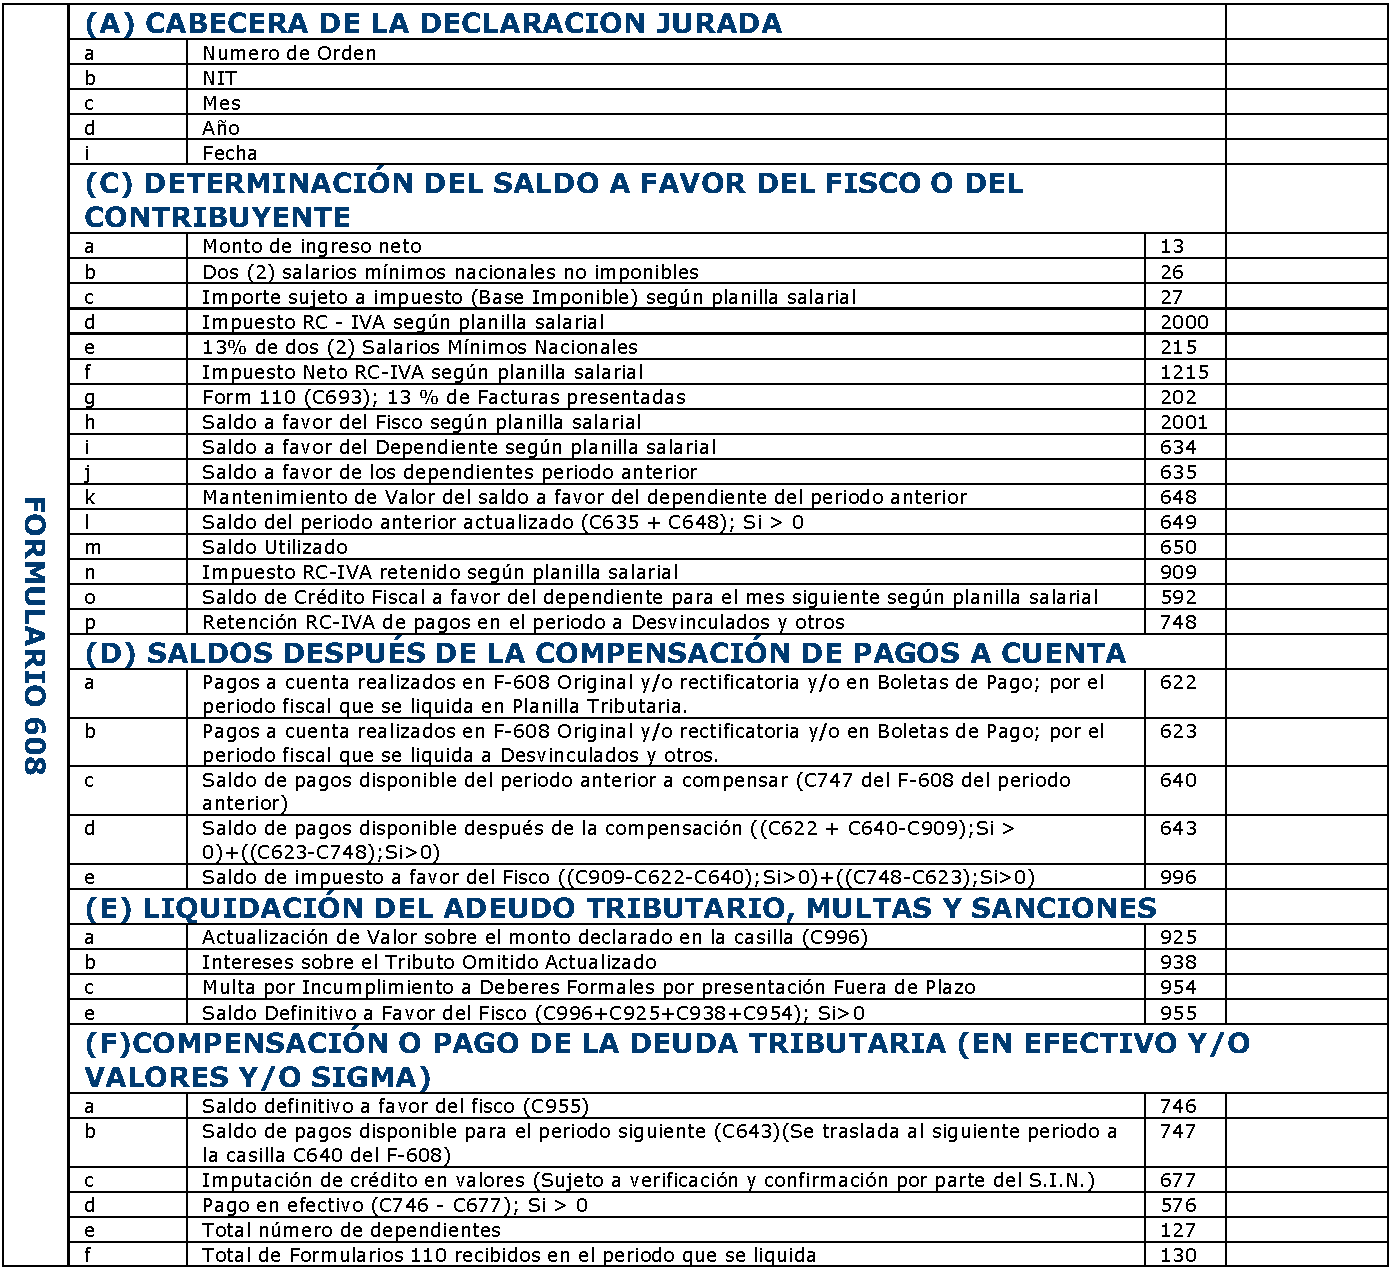 FORMULARIO 608
(A) CABECERA DE LA DECLARACION JURADA
a Numero de Orden
b NIT
c Mes
d Año
i Fecha
(C) DETERMINACIÓN DEL SALDO A FAVOR DEL FISCO O DEL
CONTRIBUYENTE
a Monto de ingreso neto 13
b Dos (2) salarios mínimos nacionales no imponibles 26
c Importe sujeto a impuesto (Base Imponible) según planilla salarial 27
d Impuesto RC - IVA según planilla salarial 2000
e 13% de dos (2) Salarios Mínimos Nacionales 215
f Impuesto Neto RC-IVA según planilla salarial 1215
g Form 110 (C693); 13 % de Facturas presentadas 202
h Saldo a favor del Fisco según planilla salarial 2001
i Saldo a favor del Dependiente según planilla salarial 634
j Saldo a favor de los dependientes periodo anterior 635
k Mantenimiento de Valor del saldo a favor del dependiente del periodo anterior 648
l Saldo del periodo anterior actualizado (C635 + C648); Si > 0 649
m Saldo Utilizado 650
n Impuesto RC-IVA retenido según planilla salarial 909
o Saldo de Crédito Fiscal a favor del dependiente para el mes siguiente según planilla salarial 592
p Retención RC-IVA de pagos en el periodo a Desvinculados y otros 748
(D) SALDOS DESPUÉS DE LA COMPENSACIÓN DE PAGOS A CUENTA
a Pagos a cuenta realizados en F-608 Original y/o rectificatoria y/o en Boletas de Pago; por el 622
periodo fiscal que se liquida en Planilla Tributaria.
b Pagos a cuenta realizados en F-608 Original y/o rectificatoria y/o en Boletas de Pago; por el 623
periodo fiscal que se liquida a Desvinculados y otros.
c Saldo de pagos disponible del periodo anterior a compensar (C747 del F-608 del periodo 640
anterior)
d Saldo de pagos disponible después de la compensación ((C622 + C640-C909);Si > 643
0)+((C623-C748);Si>0)
e Saldo de impuesto a favor del Fisco ((C909-C622-C640);Si>0)+((C748-C623);Si>0) 996
(E) LIQUIDACIÓN DEL ADEUDO TRIBUTARIO, MULTAS Y SANCIONES
a Actualización de Valor sobre el monto declarado en la casilla (C996) 925
b Intereses sobre el Tributo Omitido Actualizado 938
c Multa por Incumplimiento a Deberes Formales por presentación Fuera de Plazo 954
e Saldo Definitivo a Favor del Fisco (C996+C925+C938+C954); Si>0 955
(F)COMPENSACIÓN O PAGO DE LA DEUDA TRIBUTARIA (EN EFECTIVO Y/O
VALORES Y/O SIGMA)
a Saldo definitivo a favor del fisco (C955) 746
b Saldo de pagos disponible para el periodo siguiente (C643)(Se traslada al siguiente periodo a 747
la casilla C640 del F-608)
c Imputación de crédito en valores (Sujeto a verificación y confirmación por parte del S.I.N.) 677
d Pago en efectivo (C746 - C677); Si > 0 576
e Total número de dependientes 127
f Total de Formularios 110 recibidos en el periodo que se liquida 130